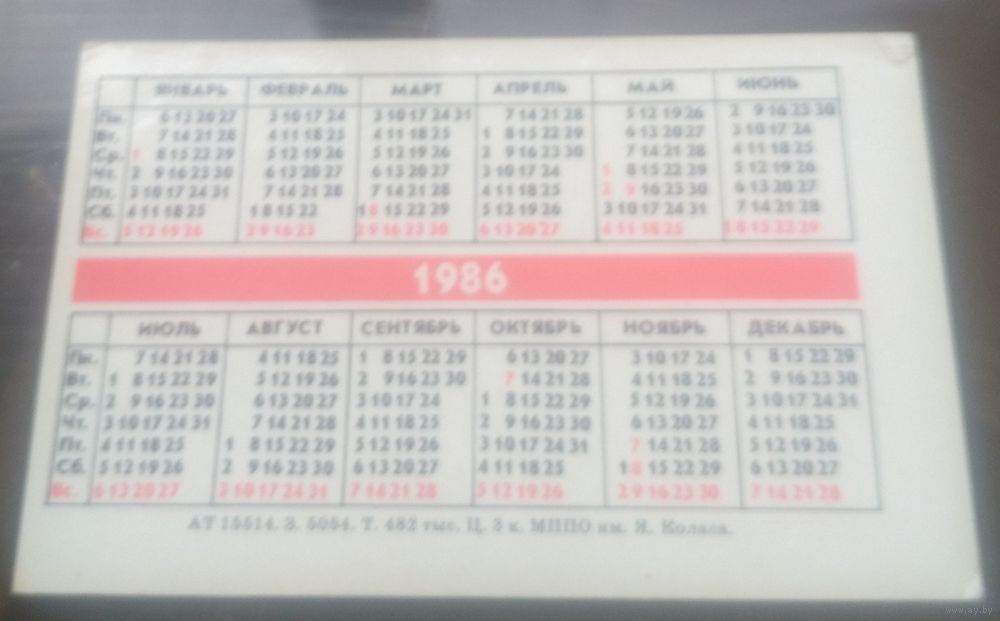 ЯНВАРЬ ФЕВРАЛЬ МАРТ АПРЕЛЬ МАЙ ИЮНЬ
Пн. 6 13 20 27 3 10 17 24 3 10 17 24 31 7 14 21 28 5 12 19 26 2 9 16 23 30
Вт. 7 14 21 28 4 11 18 25 4 11 18 25 1 8 15 22 29 6 13 20 27 3 10 17 24
Ср. 1 8 15 22 29 5 12 19 26 5 12 19 26 2 9 16 23 30 7 14 21 28 4 11 18 25
Чт. 2 9 16 23 30 6 13 20 27 6 13 20 27 3 10 17 24 1 8 15 22 29 5 12 19 26
Пт. 3 10 17 24 31 7 14 21 28 7 14 21 28 4 11 18 25 2 9 16 23 30 6 13 20 27
Сб. 4 11 18 25 1 8 15 22 1 8 15 22 29 5 12 19 26 3 10 17 24 31 7 14 21 28
Вс. 5 12 19 26 2 9 16 23 2 9 16 23 30 6 13 20 27 4 11 18 25 1 8 15 22 29
1986
ИЮЛЬ АВГУСТ СЕНТЯБРЬ ОКТЯБРЬ НОЯБРЬ ДЕКАБРЬ
Пн. 7 14 21 28 4 11 18 25 1 8 15 22 29 6 13 20 27 3 10 17 24 1 8 15 22 29
Вт. 1 8 15 22 29 5 12 19 26 2 9 16 23 30 7 14 21 28 4 11 18 25 2 9 16 23 30
Ср. 2 9 16 23 30 6 13 20 27 3 10 17 24 1 8 15 22 29 5 12 19 26 3 10 17 24 31
Чт. 3 10 17 24 31 7 14 21 28 4 11 18 25 2 9 16 23 30 6 13 20 27 4 11 18 25
Пт. 4 11 18 25 1 8 15 22 29 5 12 19 26 3 10 17 24 31 7 14 21 28 5 12 19 26
Сб. 5 12 19 26 2 9 16 23 30 6 13 20 27 4 11 18 25 1 8 15 22 29 6 13 20 27
Вс. 6 13 20 27 3 10 17 24 31 7 14 21 28 5 12 19 26 2 9 16 23 30 7 14 21 28
АТ 15514. З. 5054. Т. 482 тыс. Ц. 3 к. МППО им. Я. Коласа.
www.ay.by